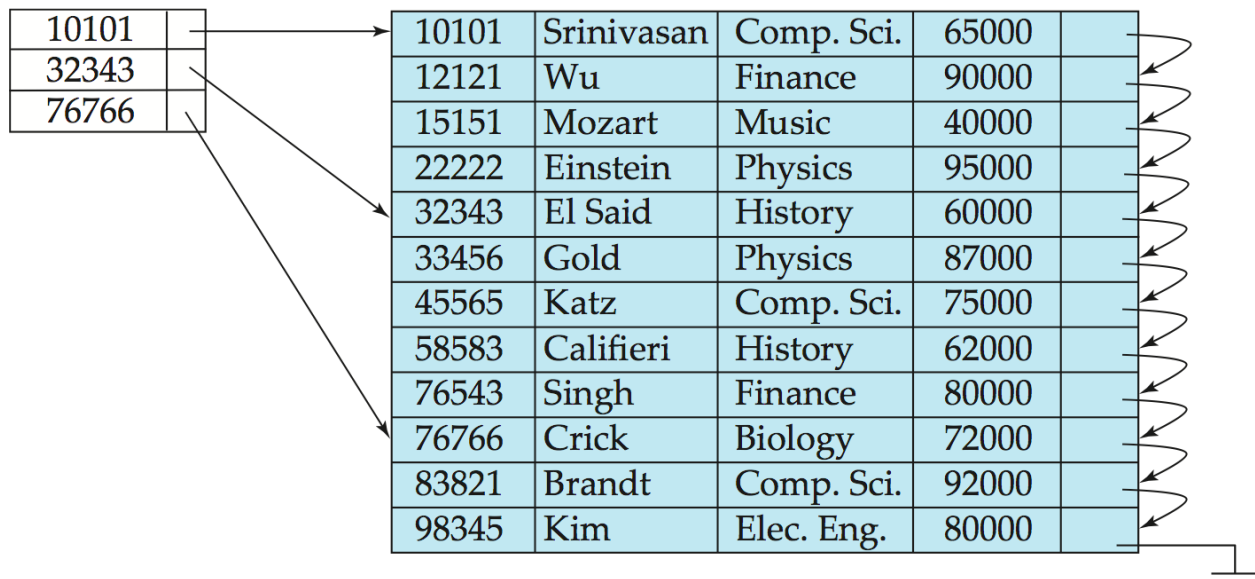 10101
32343
76766
10101 Srinivasan Comp. Sci. 65000
12121 Wu Finance 90000
15151 Mozart Music 40000
22222 Einstein Physics 95000
32343 El Said History 60000
33456 Gold Physics 87000
45565 Katz Comp. Sci. 75000
58583 Califieri History 62000
76543 Singh Finance 80000
76766 Crick Biology 72000
83821 Brandt Comp. Sci. 92000
98345 Kim Elec. Eng. 80000